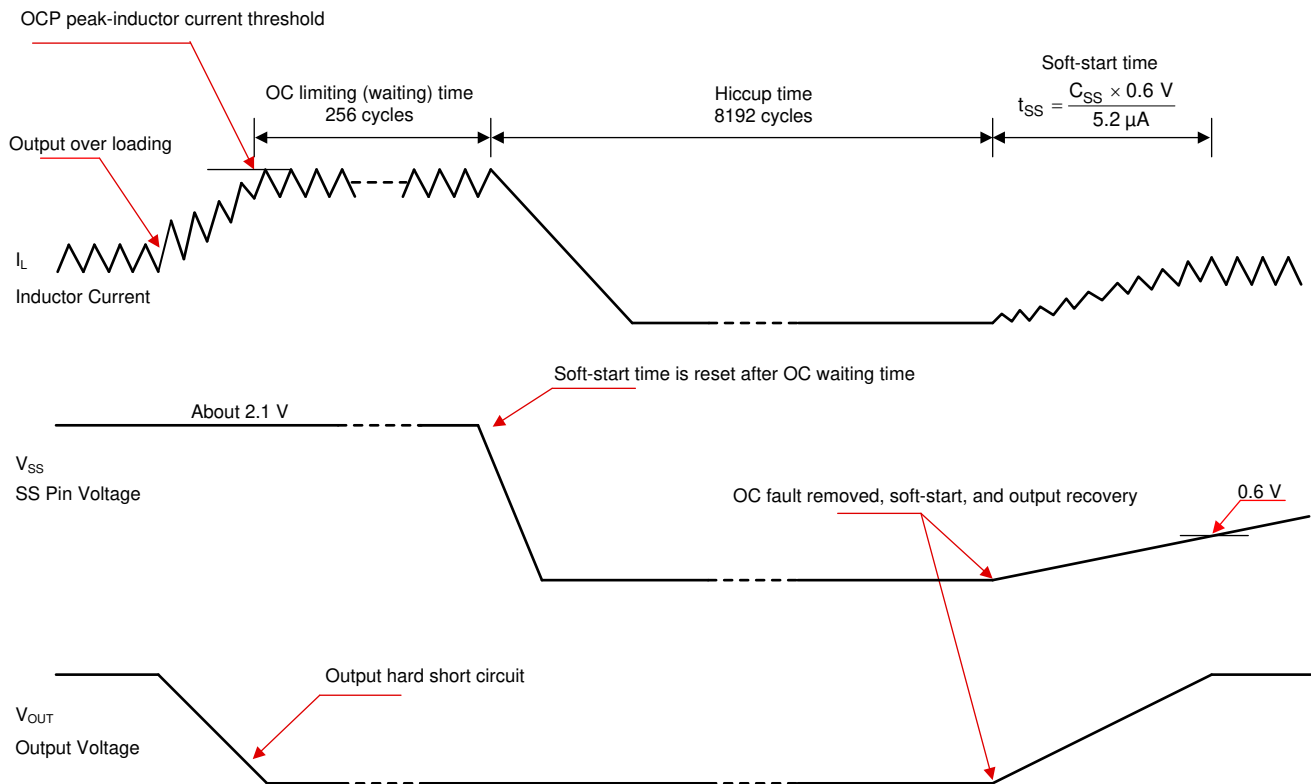 OCP peak-inductor current threshold
OC limiting (waiting) time
256 cycles
Hiccup time
8192 cycles
Soft-start time
tSS = CSS × 0.6 V / 5.2 µA
Output over loading
IL
Inductor Current
Soft-start time is reset after OC waiting time
About 2.1 V
VSS
SS Pin Voltage
OC fault removed, soft-start, and output recovery
0.6 V
Output hard short circuit
VOUT
Output Voltage